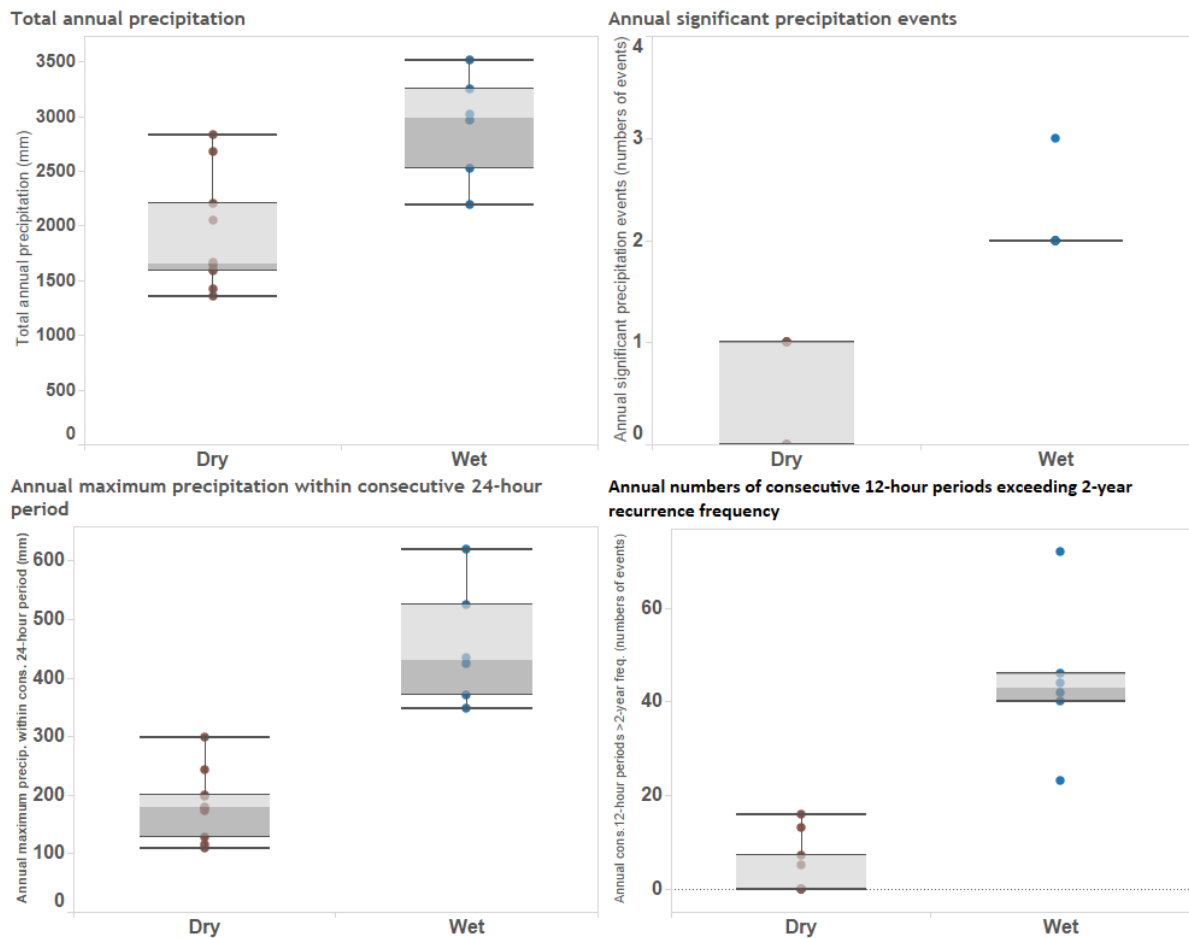 Total annual precipitation
Total annual precipitation (mm)
3500
3000
2500
2000
1500
1000
500
0
Dry
Wet
Annual significant precipitation events
Annual significant precipitation events (numbers of events)
4
3
2
1
0
Dry
Wet
Annual maximum precipitation within consecutive 24-hour
period
Annual maximum precip. within cons. 24-hour period (mm)
600
500
400
300
200
100
0
Dry
Wet
Annual numbers of consecutive 12-hour periods exceeding 2-year
recurrence frequency
Annual cons.12-hour periods >2-year freq. (numbers of events)
60
40
20
0
Dry
Wet